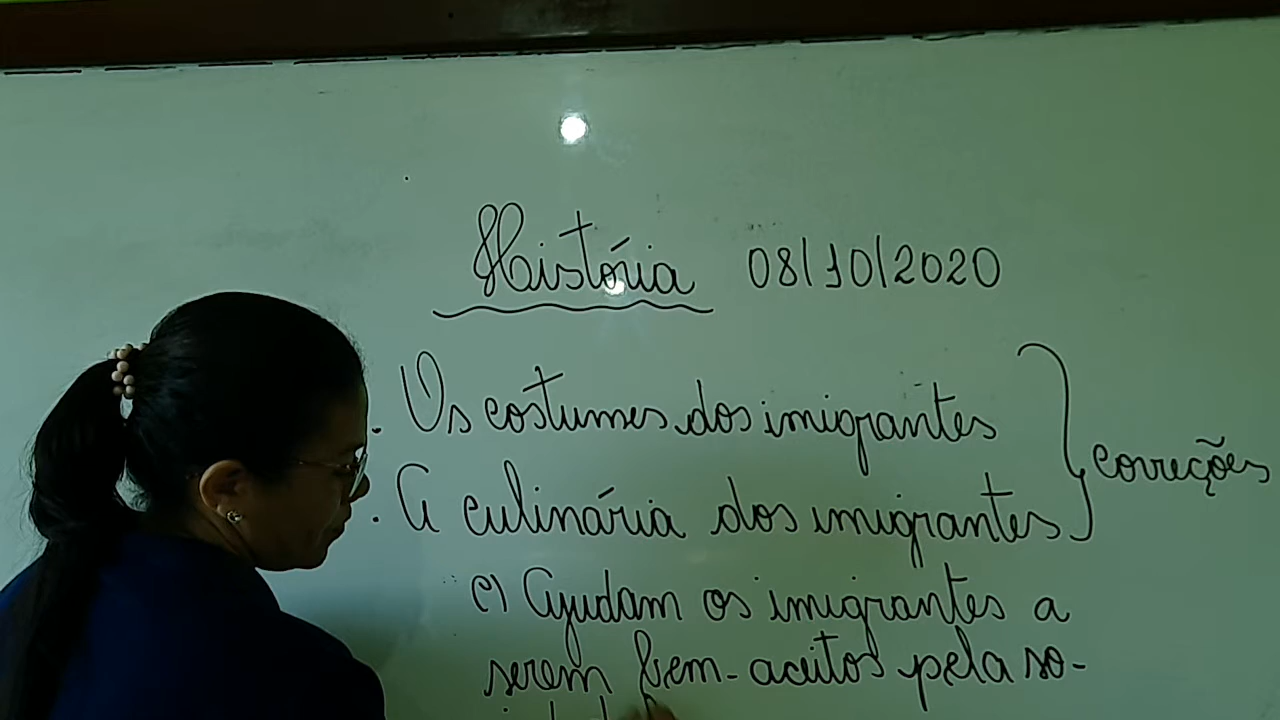 História 08/10/2020
. Os costumes dos imigrantes
. A culinária dos imigrantes
} correções
c) Ajudam os imigrantes a
serem bem-aceitos pela so-